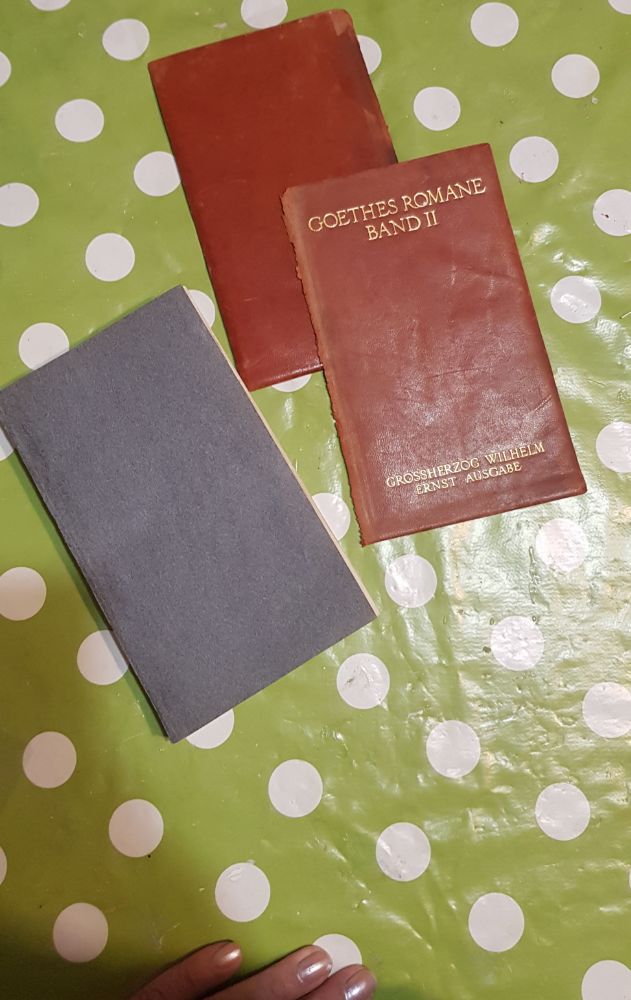 GOETHES ROMANE
BAND II
GROSSHERZOG WILHELM
ERNST AUSGABE